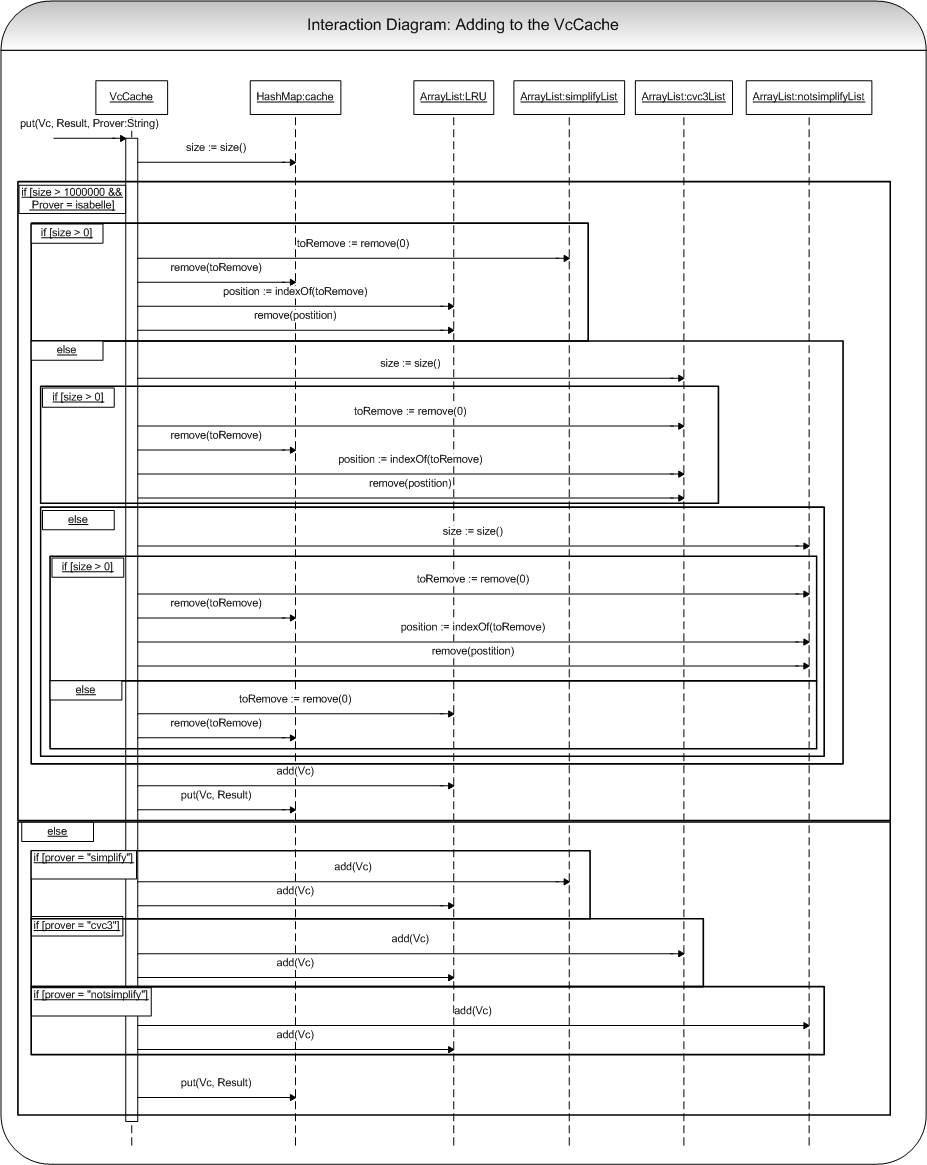 Interaction Diagram: Adding to the VcCache
VcCache
HashMap:cache
ArrayList:LRU
ArrayList:simplifyList
ArrayList:cvc3List
ArrayList:notsimplifyList
put(Vc, Result, Prover:String)
size := size()
if [size > 1000000 &&
Prover = isabelle]
if [size > 0]
toRemove := remove(0)
remove(toRemove)
position := indexOf(toRemove)
remove(postition)
else
size := size()
if [size > 0]
toRemove := remove(0)
remove(toRemove)
position := indexOf(toRemove)
remove(postition)
else
size := size()
if [size > 0]
toRemove := remove(0)
remove(toRemove)
position := indexOf(toRemove)
remove(postition)
else
toRemove := remove(0)
remove(toRemove)
add(Vc)
put(Vc, Result)
else
if [prover = "simplify"]
add(Vc)
add(Vc)
if [prover = "cvc3"]
add(Vc)
add(Vc)
if [prover = "notsimplify"]
add(Vc)
add(Vc)
put(Vc, Result)